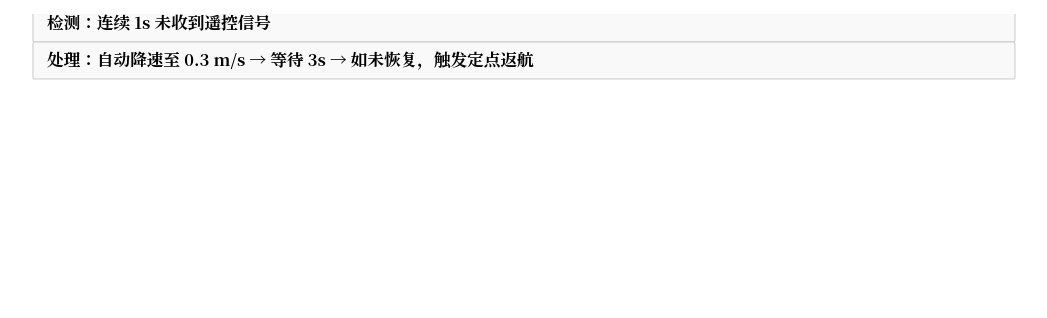 检测：连续 1s 未收到遥控信号
处理：自动降速至 0.3 m/s → 等待 3s → 如未恢复，触发定点返航